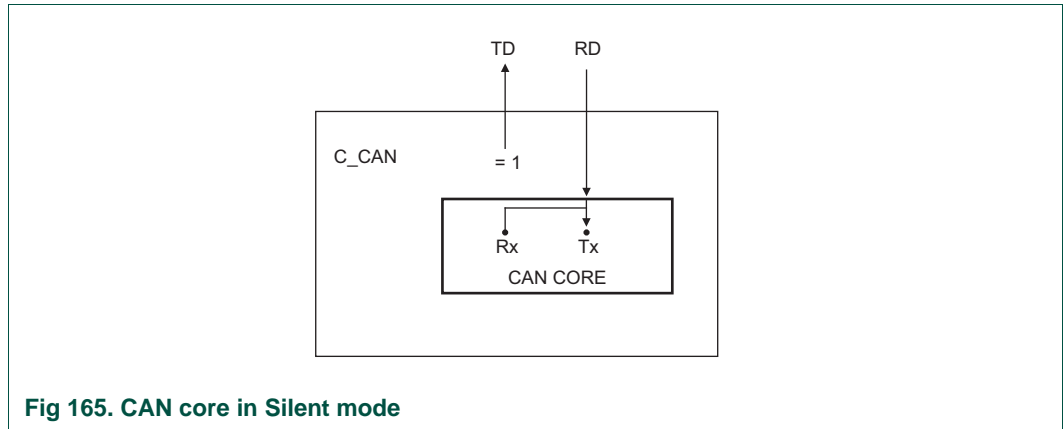 TD RD
C_CAN
= 1
Rx Tx
CAN CORE
Fig 165. CAN core in Silent mode